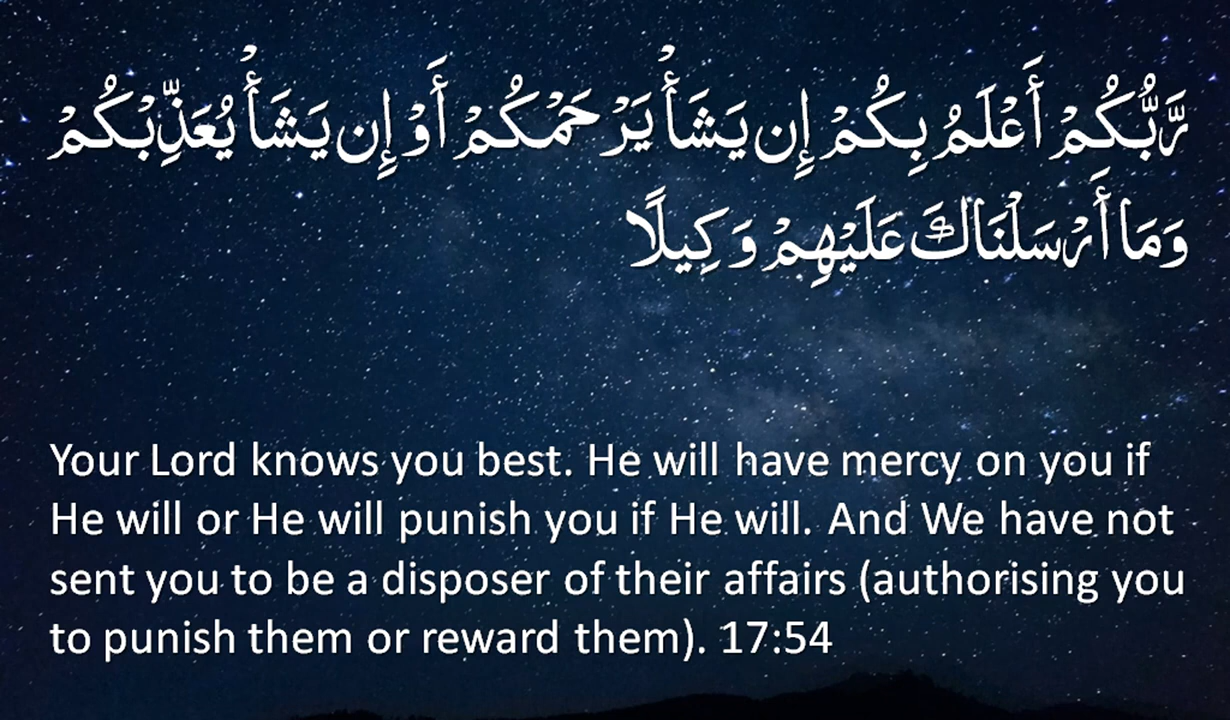 رَّبُّكُمْ أَعْلَمُ بِكُمْ إِن يَشَأْ يَرْحَمْكُمْ أَوْ إِن يَشَأْ يُعَذِّبْكُمْ
وَمَا أَرْسَلْنَاكَ عَلَيْهِمْ وَكِيلًا
Your Lord knows you best. He will have mercy on you if
He will or He will punish you if He will. And We have not
sent you to be a disposer of their affairs (authorising you
to punish them or reward them). 17:54